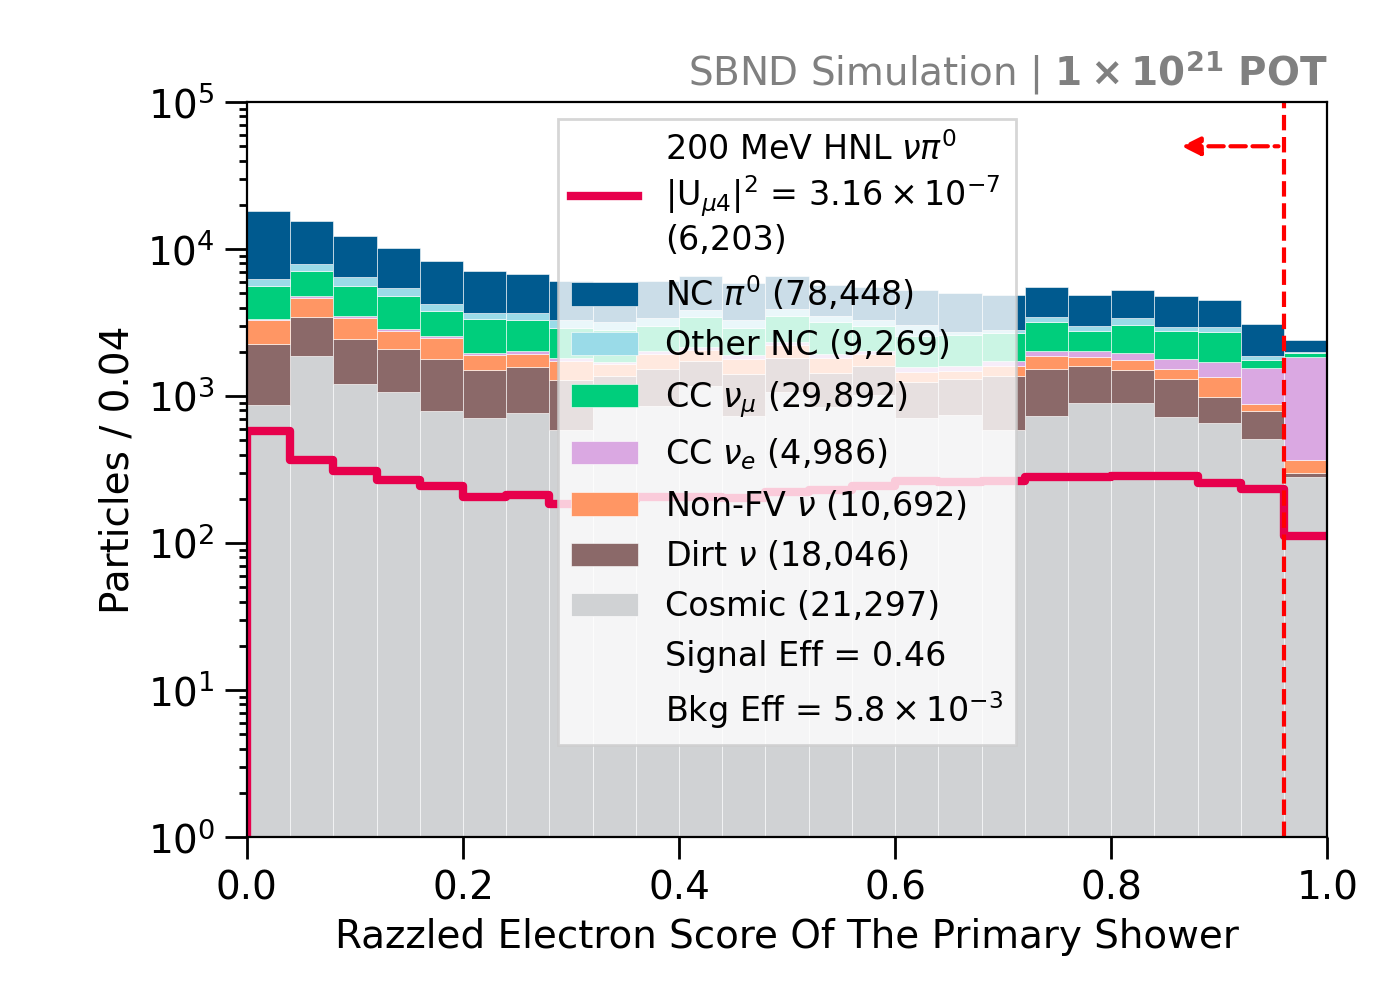 SBND Simulation | 1 × 10²¹ POT
10⁵
10⁴
10³
10²
10¹
10⁰
Particles / 0.04
200 MeV HNL νπ⁰
|U_μ4|² = 3.16 × 10⁻⁷
(6,203)
NC π⁰ (78,448)
Other NC (9,269)
CC ν_μ (29,892)
CC ν_e (4,986)
Non-FV ν (10,692)
Dirt ν (18,046)
Cosmic (21,297)
Signal Eff = 0.46
Bkg Eff = 5.8 × 10⁻³
0.0 0.2 0.4 0.6 0.8 1.0
Razzled Electron Score Of The Primary Shower